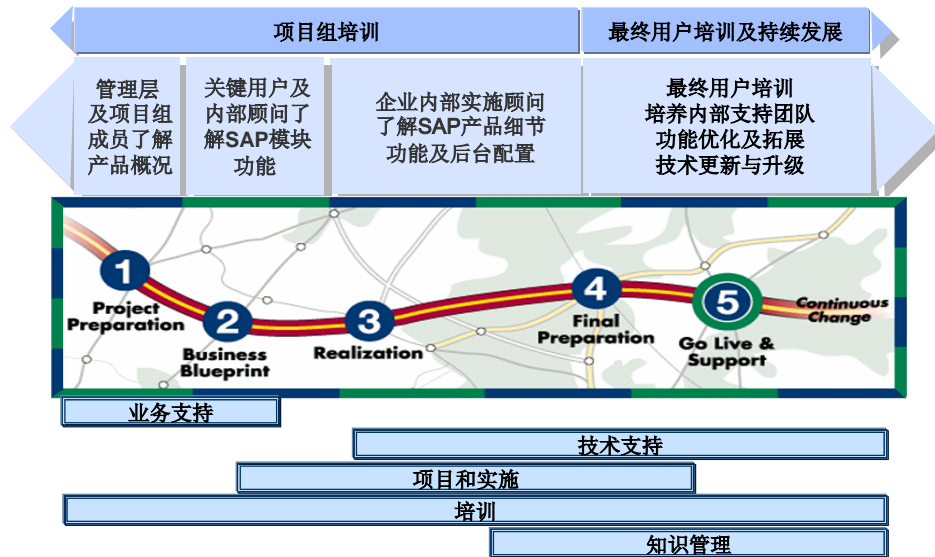 项目组培训
最终用户培训及持续发展
管理层
及项目组
成员了解
产品概况
关键用户及
内部顾问了
解SAP模块
功能
企业内部实施顾问
了解SAP产品细节
功能及后台配置
最终用户培训
培养内部支持团队
功能优化及拓展
技术更新与升级
1
Project
Preparation
2
Business
Blueprint
3
Realization
4
Final
Preparation
5
Go Live &
Support
Continuous
Change
业务支持
技术支持
项目和实施
培训
知识管理